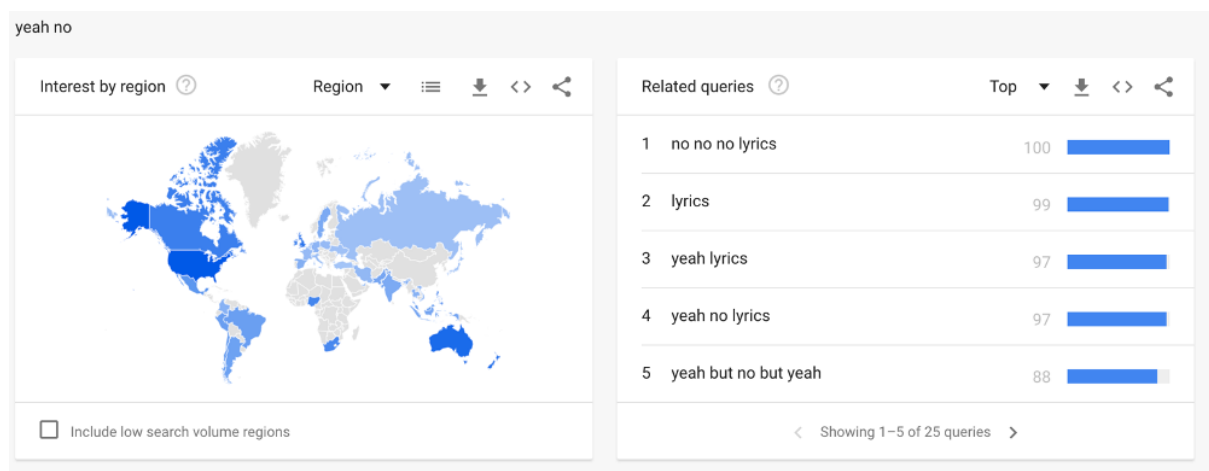 yeah no
Interest by region
Region
Related queries
Top
1 no no no lyrics 100
2 lyrics 99
3 yeah lyrics 97
4 yeah no lyrics 97
5 yeah but no but yeah 88
Include low search volume regions
Showing 1–5 of 25 queries